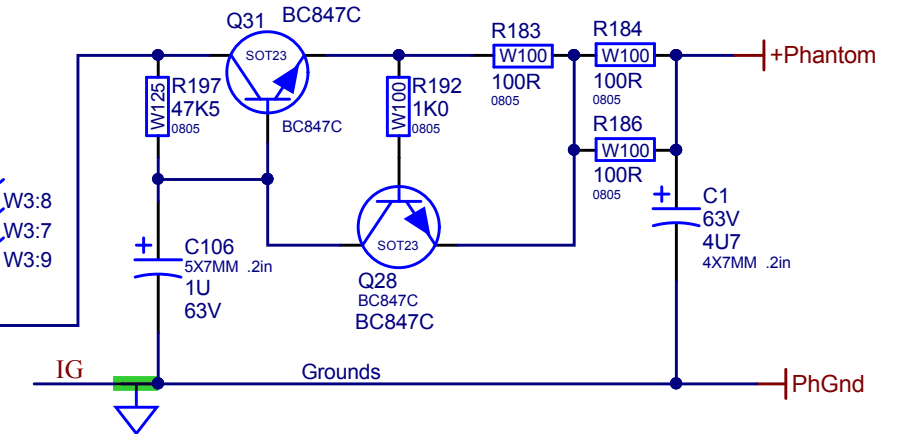 Q31 BC847C
SOT23
BC847C
R197
W125
47K5
0805
R192
W100
1K0
0805
R183
W100
100R
0805
R184
W100
100R
0805
+Phantom
R186
W100
100R
0805
W3:8
W3:7
W3:9
+
C106
5X7MM .2in
1U
63V
SOT23
Q28
BC847C
BC847C
+
C1
63V
4U7
4X7MM .2in
IG
Grounds
PhGnd